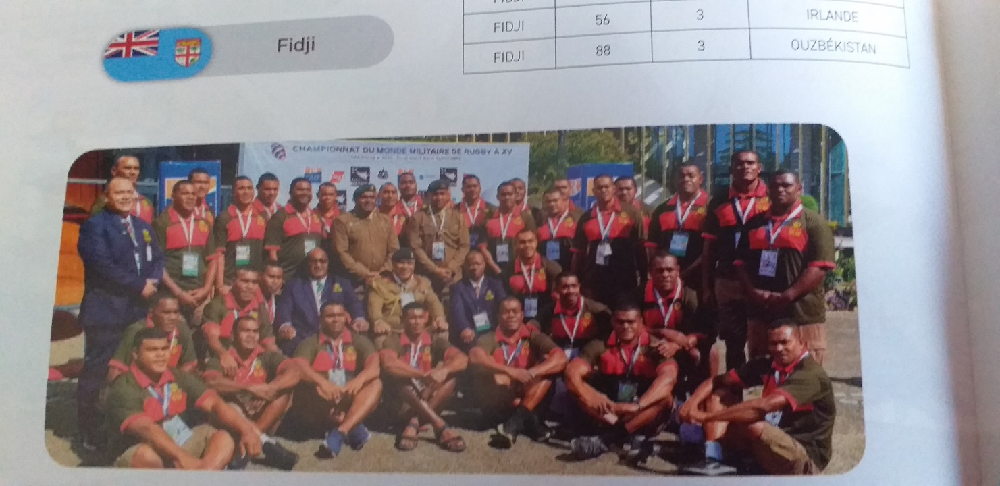 Fidji
FIDJI 56 3 IRLANDE
FIDJI 88 3 OUZBÉKISTAN
CHAMPIONNAT DU MONDE MILITAIRE DE RUGBY À XV